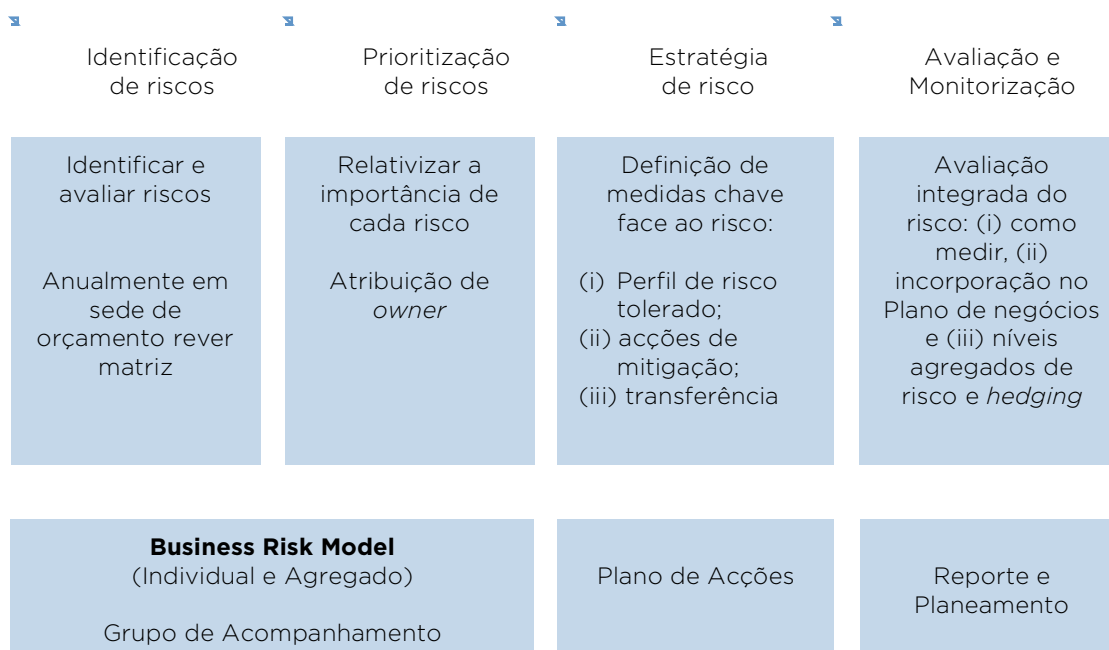 Identificação
de riscos
Prioritização
de riscos
Estratégia
de risco
Avaliação e
Monitorização
Identificar e
avaliar riscos
Anualmente em
sede de
orçamento rever
matriz
Relativizar a
importância de
cada risco
Atribuição de
owner
Definição de
medidas chave
face ao risco:
(i) Perfil de risco
tolerado;
(ii) acções de
mitigação;
(iii) transferência
Avaliação
integrada do
risco: (i) como
medir, (ii)
incorporação no
Plano de negócios
e (iii) níveis
agregados de
risco e hedging
Business Risk Model
(Individual e Agregado)
Grupo de Acompanhamento
Plano de Acções
Reporte e
Planeamento